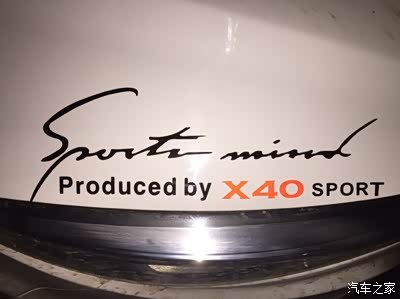 Sports mind
Produced by X40 SPORT
汽车之家